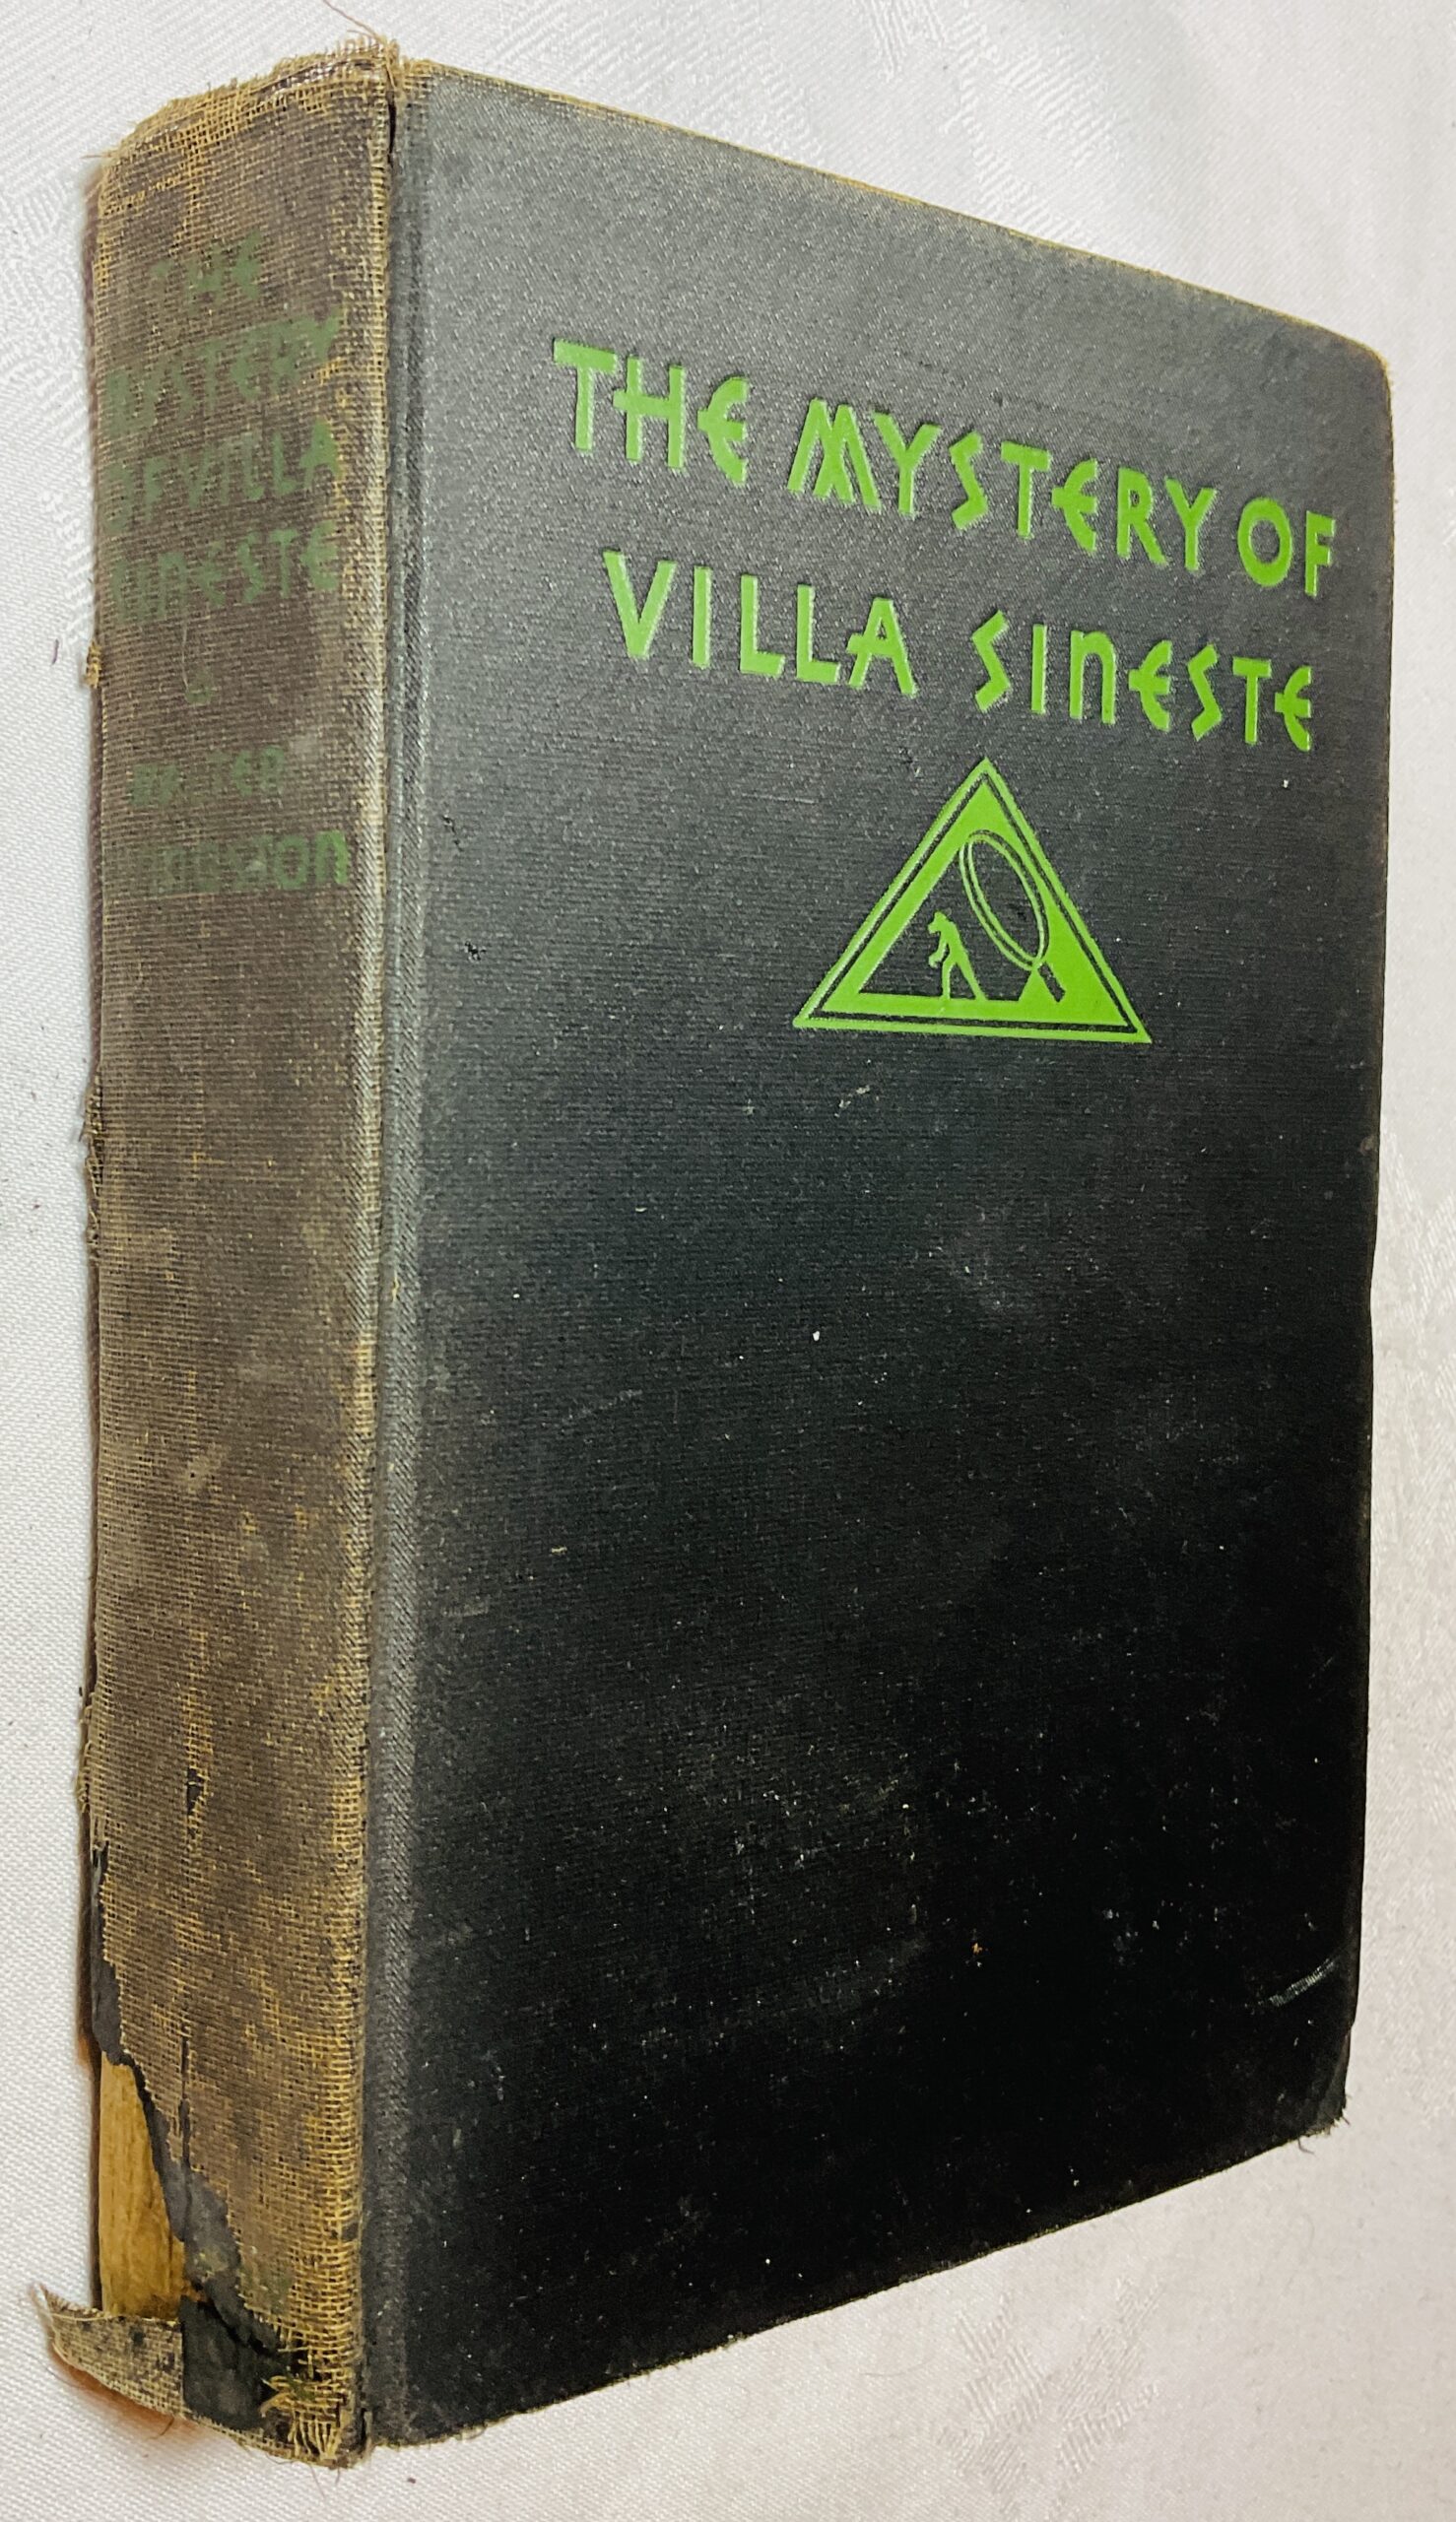 THE
MYSTERY
OF VILLA
SINESTE
THE MYSTERY OF
VILLA SINESTE